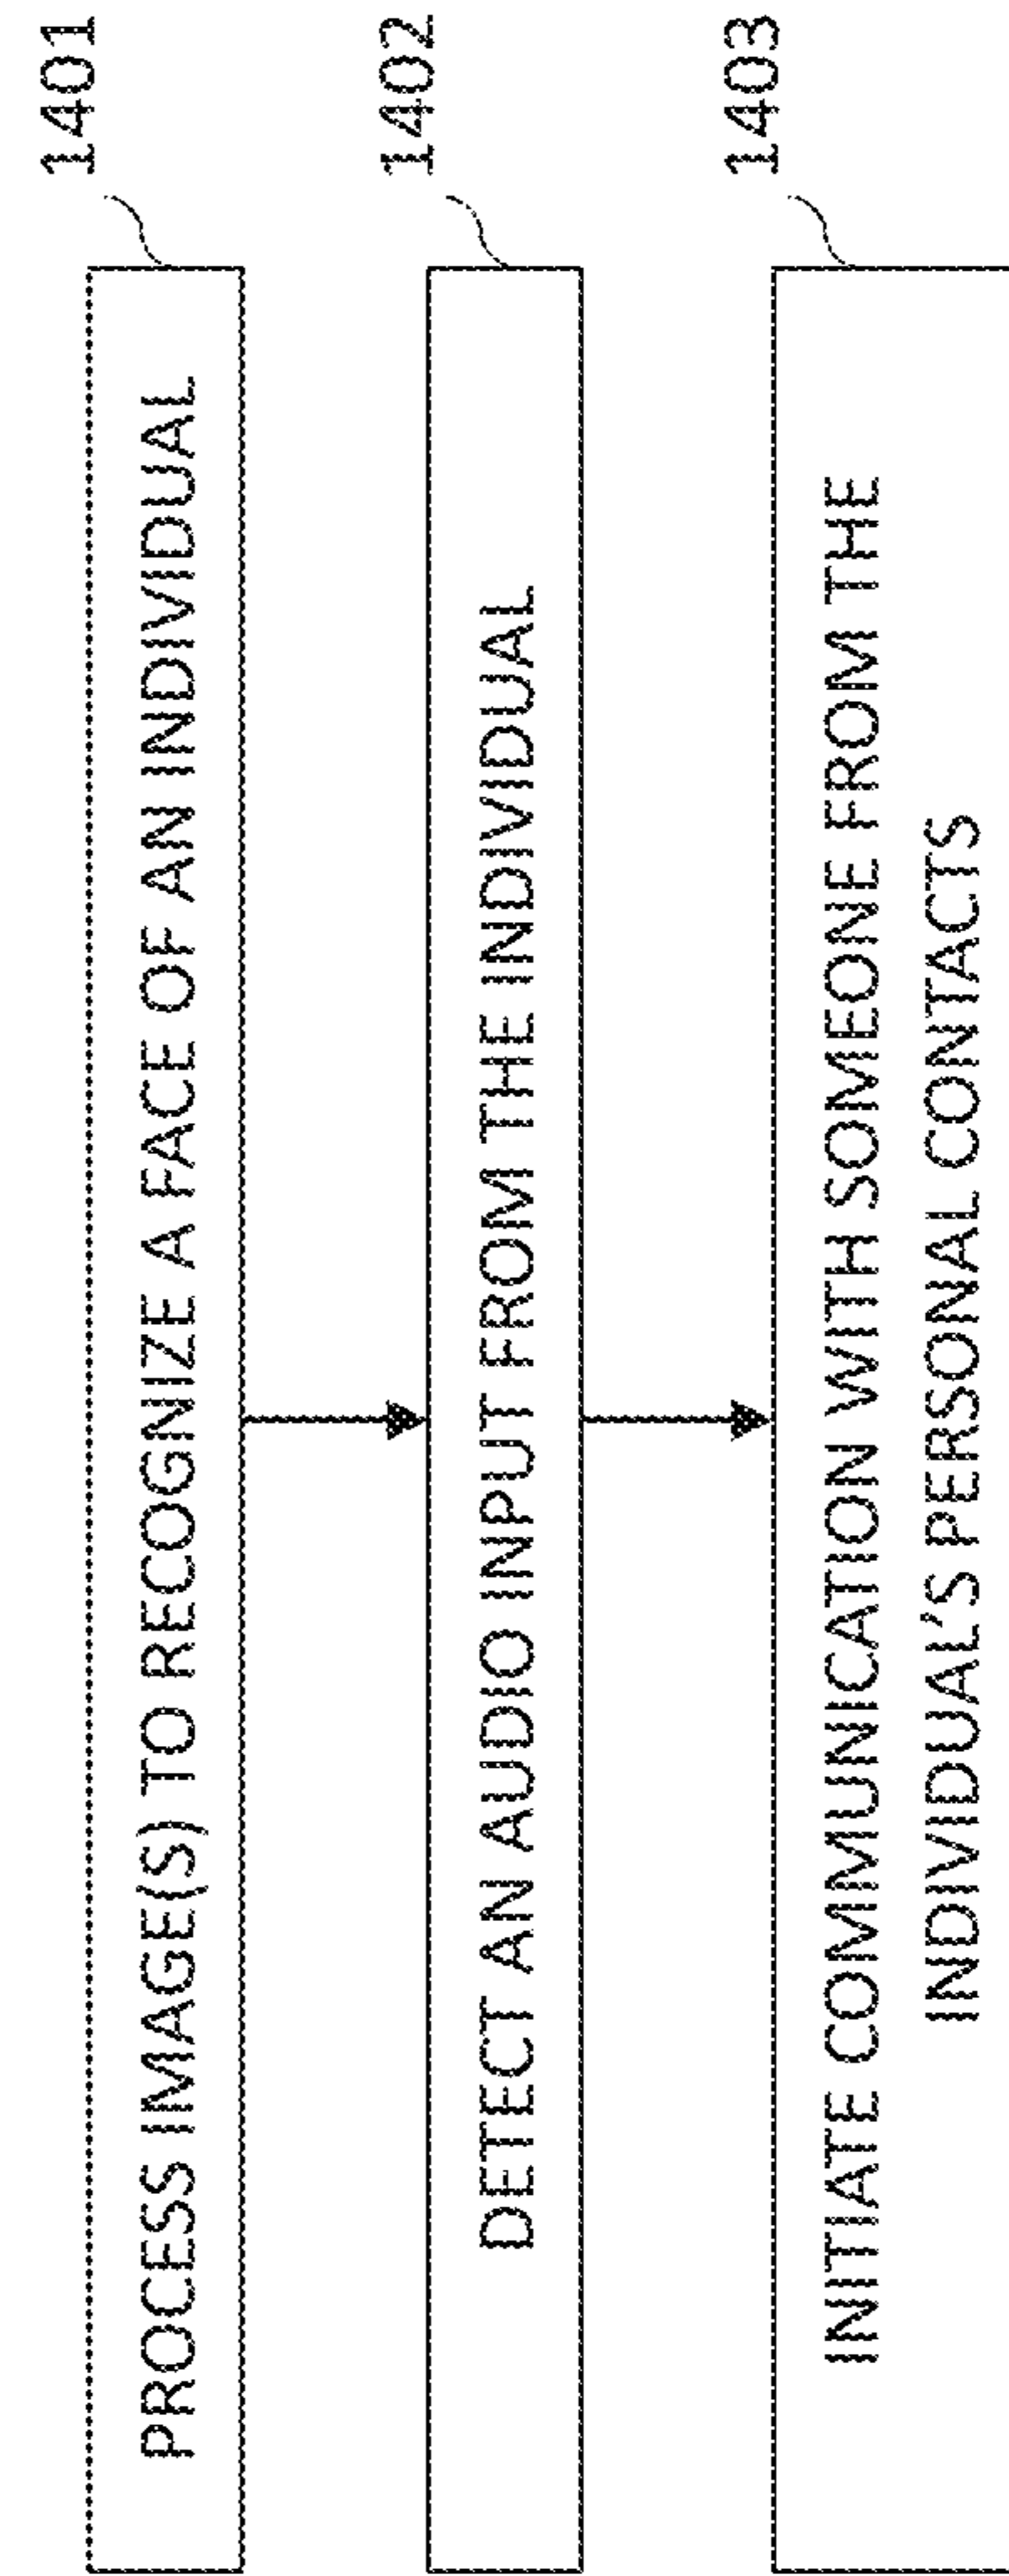 1401
PROCESS IMAGE(S) TO RECOGNIZE A FACE OF AN INDIVIDUAL
1402
DETECT AN AUDIO INPUT FROM THE INDIVIDUAL
1403
INITIATE COMMUNICATION WITH SOMEONE FROM THE
INDIVIDUAL'S PERSONAL CONTACTS